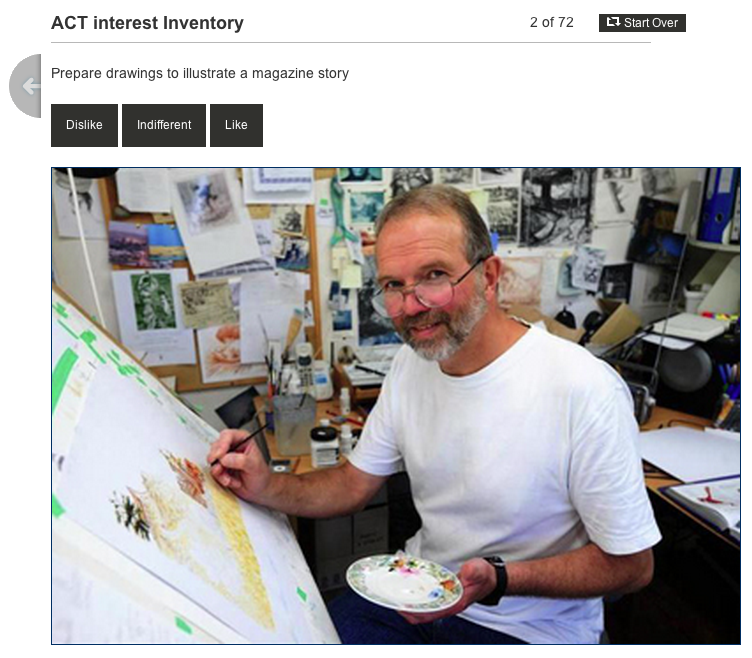 ACT interest Inventory
2 of 72
Start Over
Prepare drawings to illustrate a magazine story
Dislike
Indifferent
Like